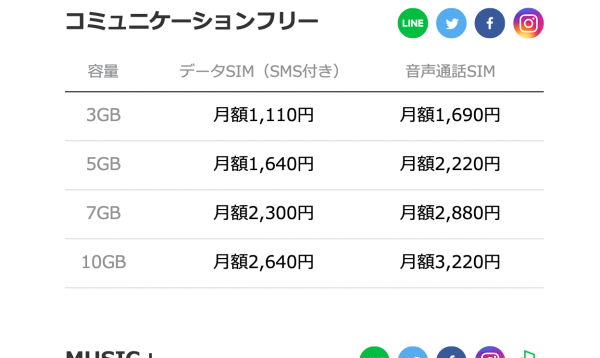 コミュニケーションフリー LINE
容量 データSIM（SMS付き） 音声通話SIM
3GB 月額1,110円 月額1,690円
5GB 月額1,640円 月額2,220円
7GB 月額2,300円 月額2,880円
10GB 月額2,640円 月額3,220円
MUSIC+